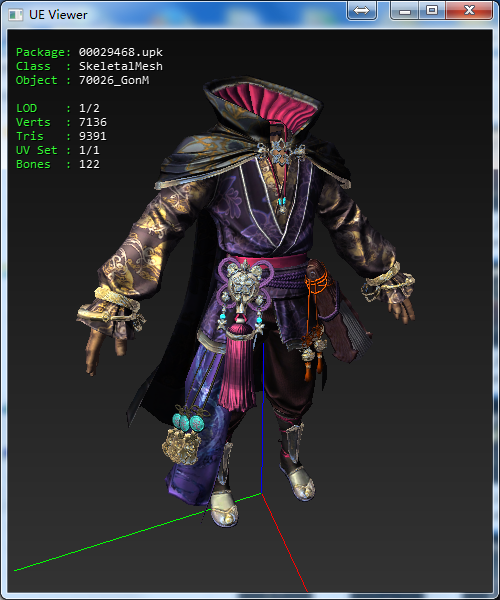 UE Viewer
Package: 00029468.upk
Class : SkeletalMesh
Object : 70026_GonM
LOD : 1/2
Verts : 7136
Tris : 9391
UV Set : 1/1
Bones : 122